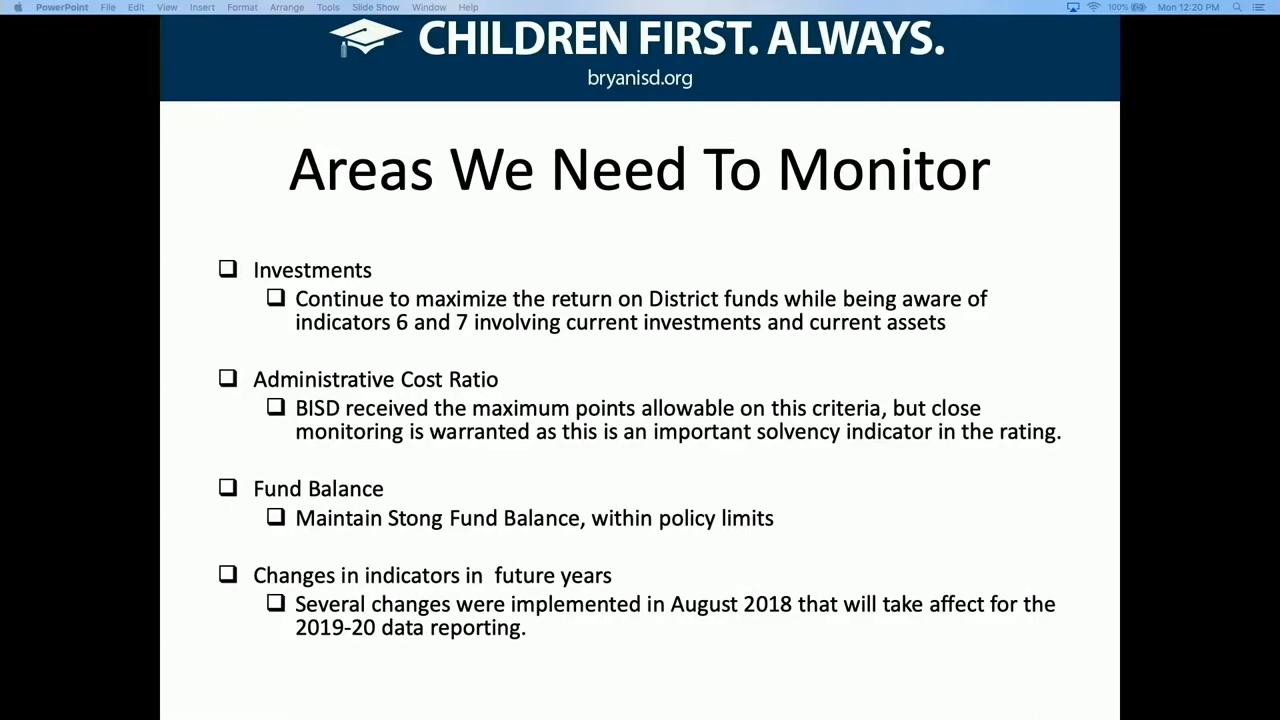 PowerPoint File Edit View Insert Format Arrange Tools Slide Show Window Help 100% Mon 12:20 PM
CHILDREN FIRST. ALWAYS.
bryanisd.org
Areas We Need To Monitor
Investments
Continue to maximize the return on District funds while being aware of
indicators 6 and 7 involving current investments and current assets
Administrative Cost Ratio
BISD received the maximum points allowable on this criteria, but close
monitoring is warranted as this is an important solvency indicator in the rating.
Fund Balance
Maintain Stong Fund Balance, within policy limits
Changes in indicators in  future years
Several changes were implemented in August 2018 that will take affect for the
2019-20 data reporting.